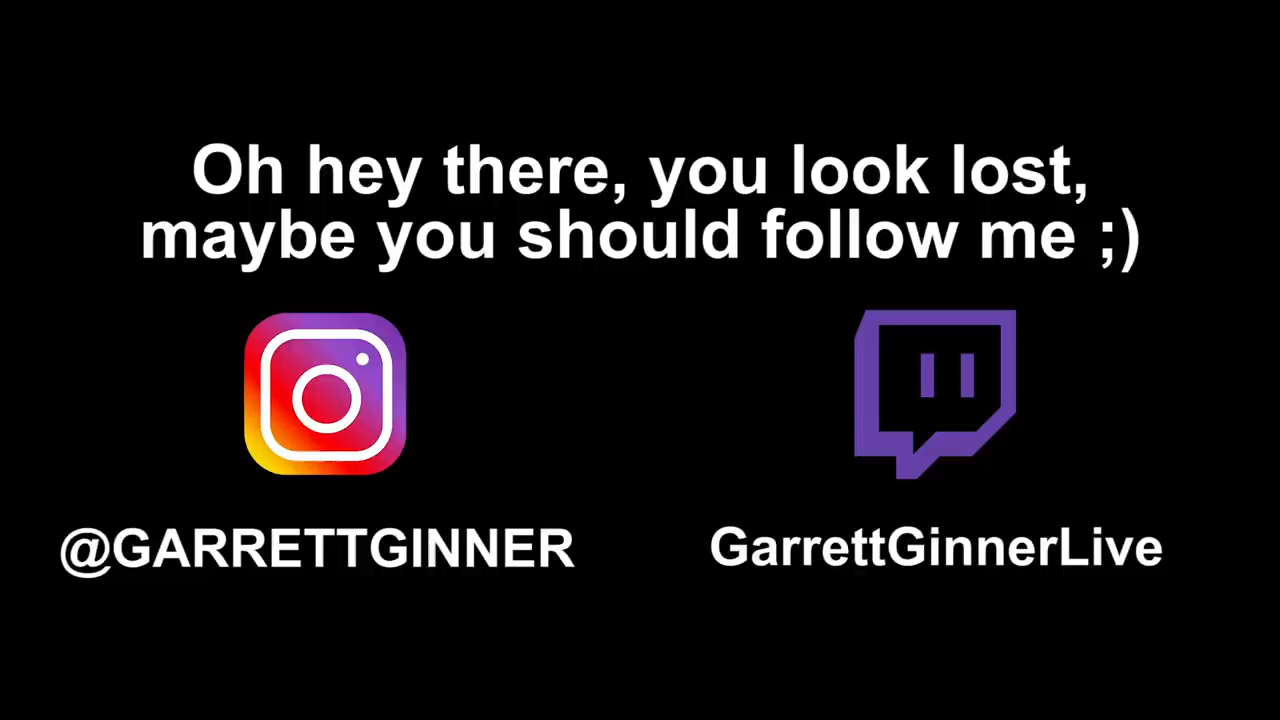 Oh hey there, you look lost,
maybe you should follow me ;)
@GARRETTGINNER
GarrettGinnerLive